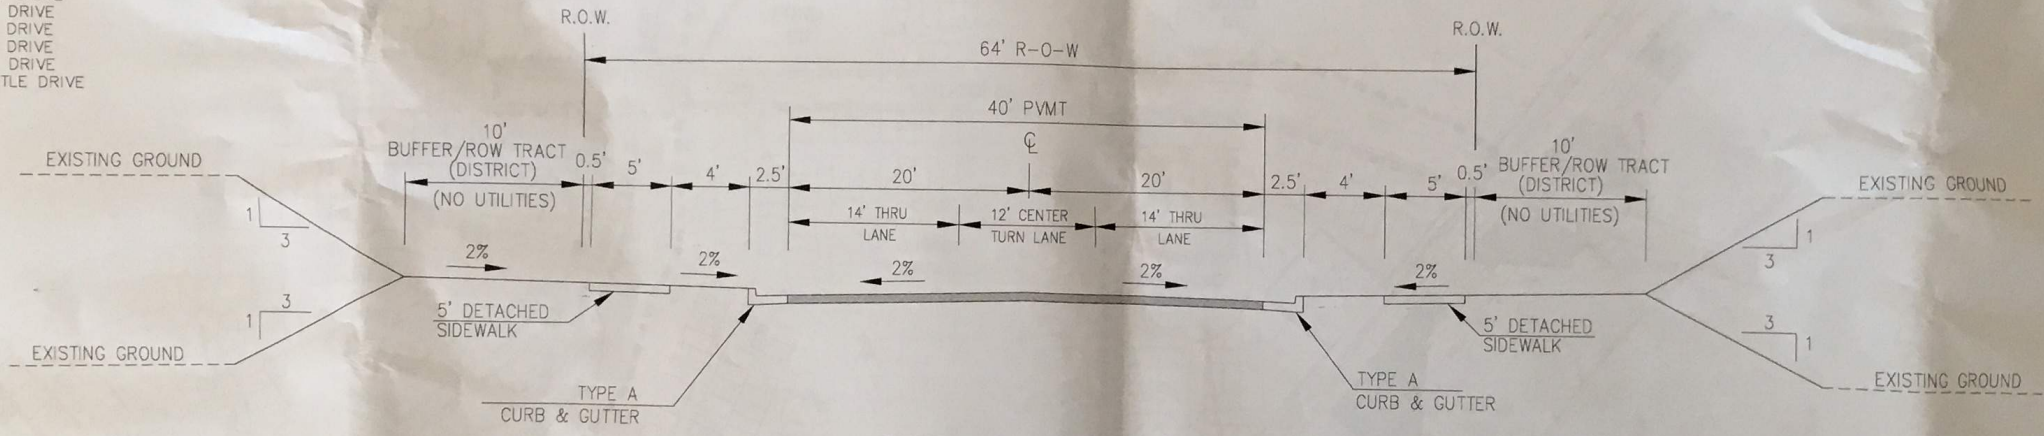 DRIVE
DRIVE
DRIVE
DRIVE
TLE DRIVE
R.O.W.
R.O.W.
64' R-O-W
40' PVMT
℄
10'
BUFFER/ROW TRACT
(DISTRICT)
(NO UTILITIES)
0.5'
5'
4'
2.5'
20'
20'
2.5'
4'
5'
0.5'
10'
BUFFER/ROW TRACT
(DISTRICT)
(NO UTILITIES)
EXISTING GROUND
EXISTING GROUND
14' THRU
LANE
12' CENTER
TURN LANE
14' THRU
LANE
1
3
1
3
2%
2%
2%
2%
2%
3
1
3
1
5' DETACHED
SIDEWALK
5' DETACHED
SIDEWALK
EXISTING GROUND
EXISTING GROUND
TYPE A
CURB & GUTTER
TYPE A
CURB & GUTTER